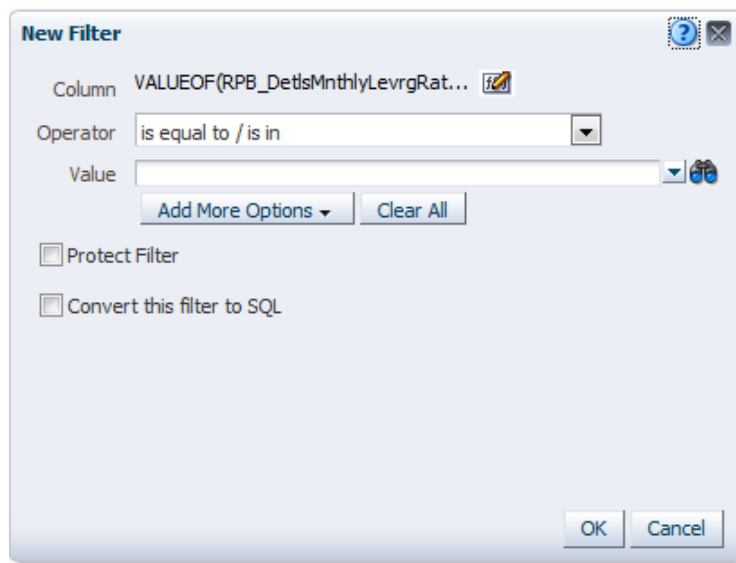 New Filter
?
Column VALUEOF(RPB_DetlsMnthlyLevrgRat...
Operator is equal to / is in
Value
Add More Options Clear All
Protect Filter
Convert this filter to SQL
OK Cancel